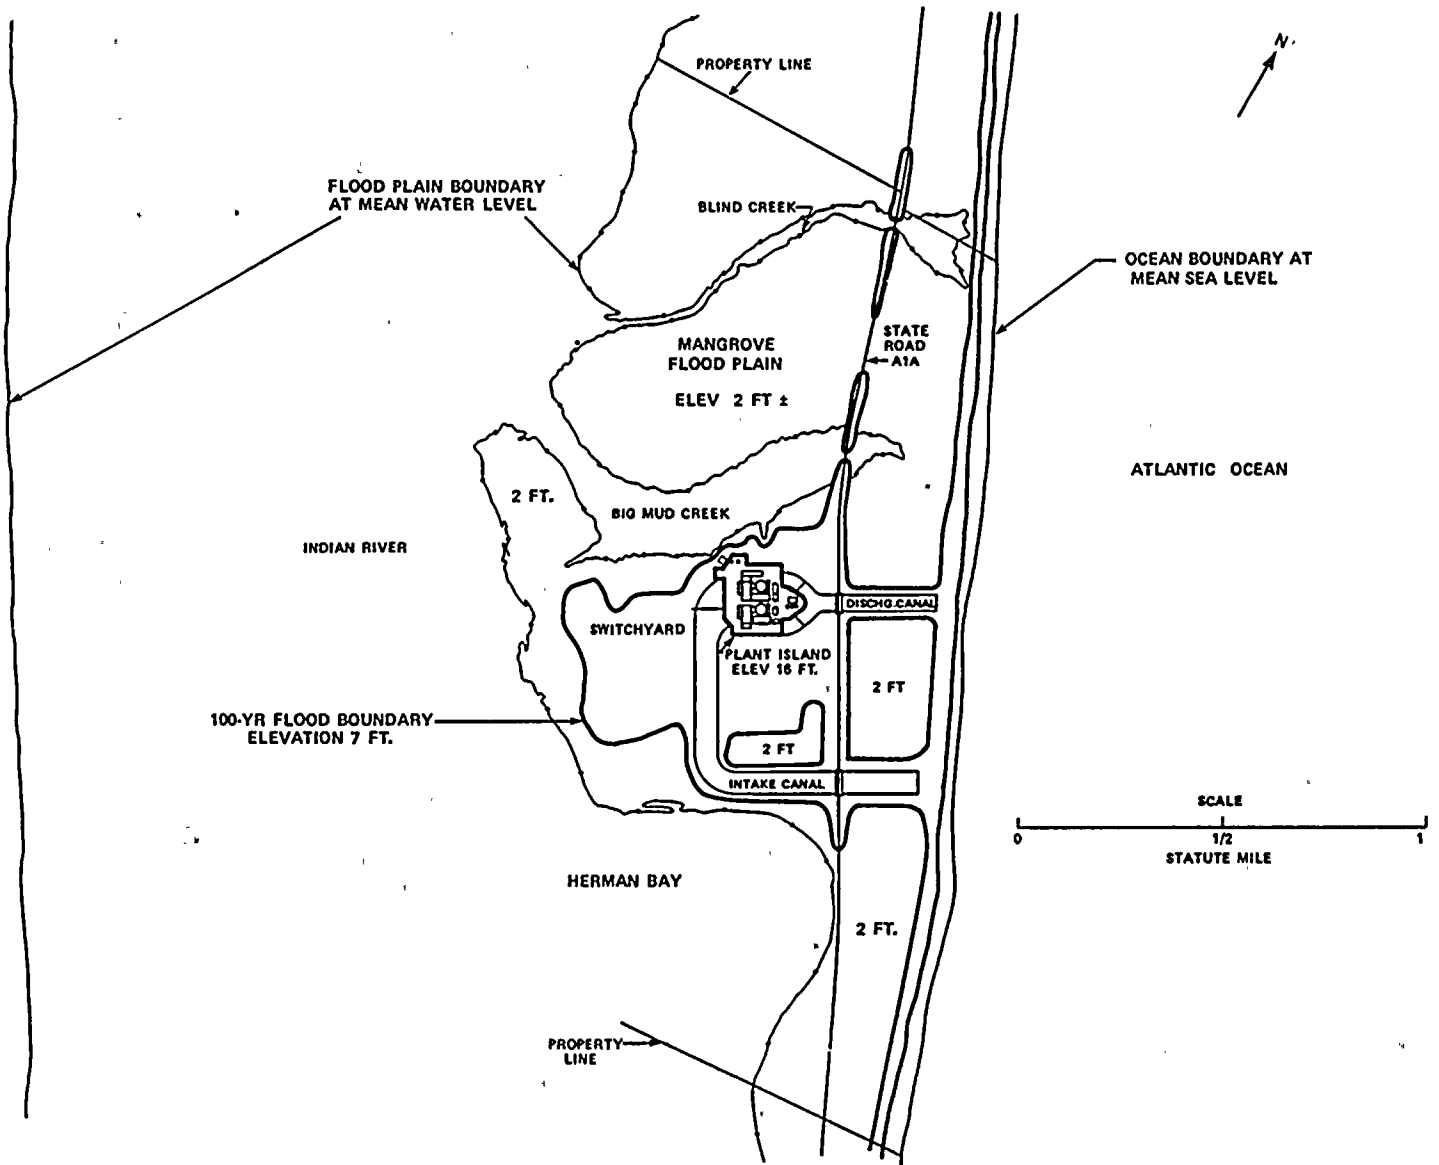 N.
PROPERTY LINE
FLOOD PLAIN BOUNDARY
AT MEAN WATER LEVEL
BLIND CREEK
OCEAN BOUNDARY AT
MEAN SEA LEVEL
STATE
ROAD
A1A
MANGROVE
FLOOD PLAIN
ELEV 2 FT ±
ATLANTIC OCEAN
2 FT.
BIG MUD CREEK
INDIAN RIVER
DISCHG. CANAL
SWITCHYARD
PLANT ISLAND
ELEV 16 FT.
2 FT
100-YR FLOOD BOUNDARY
ELEVATION 7 FT.
2 FT
INTAKE CANAL
SCALE
0 1/2 1
STATUTE MILE
HERMAN BAY
2 FT.
PROPERTY
LINE